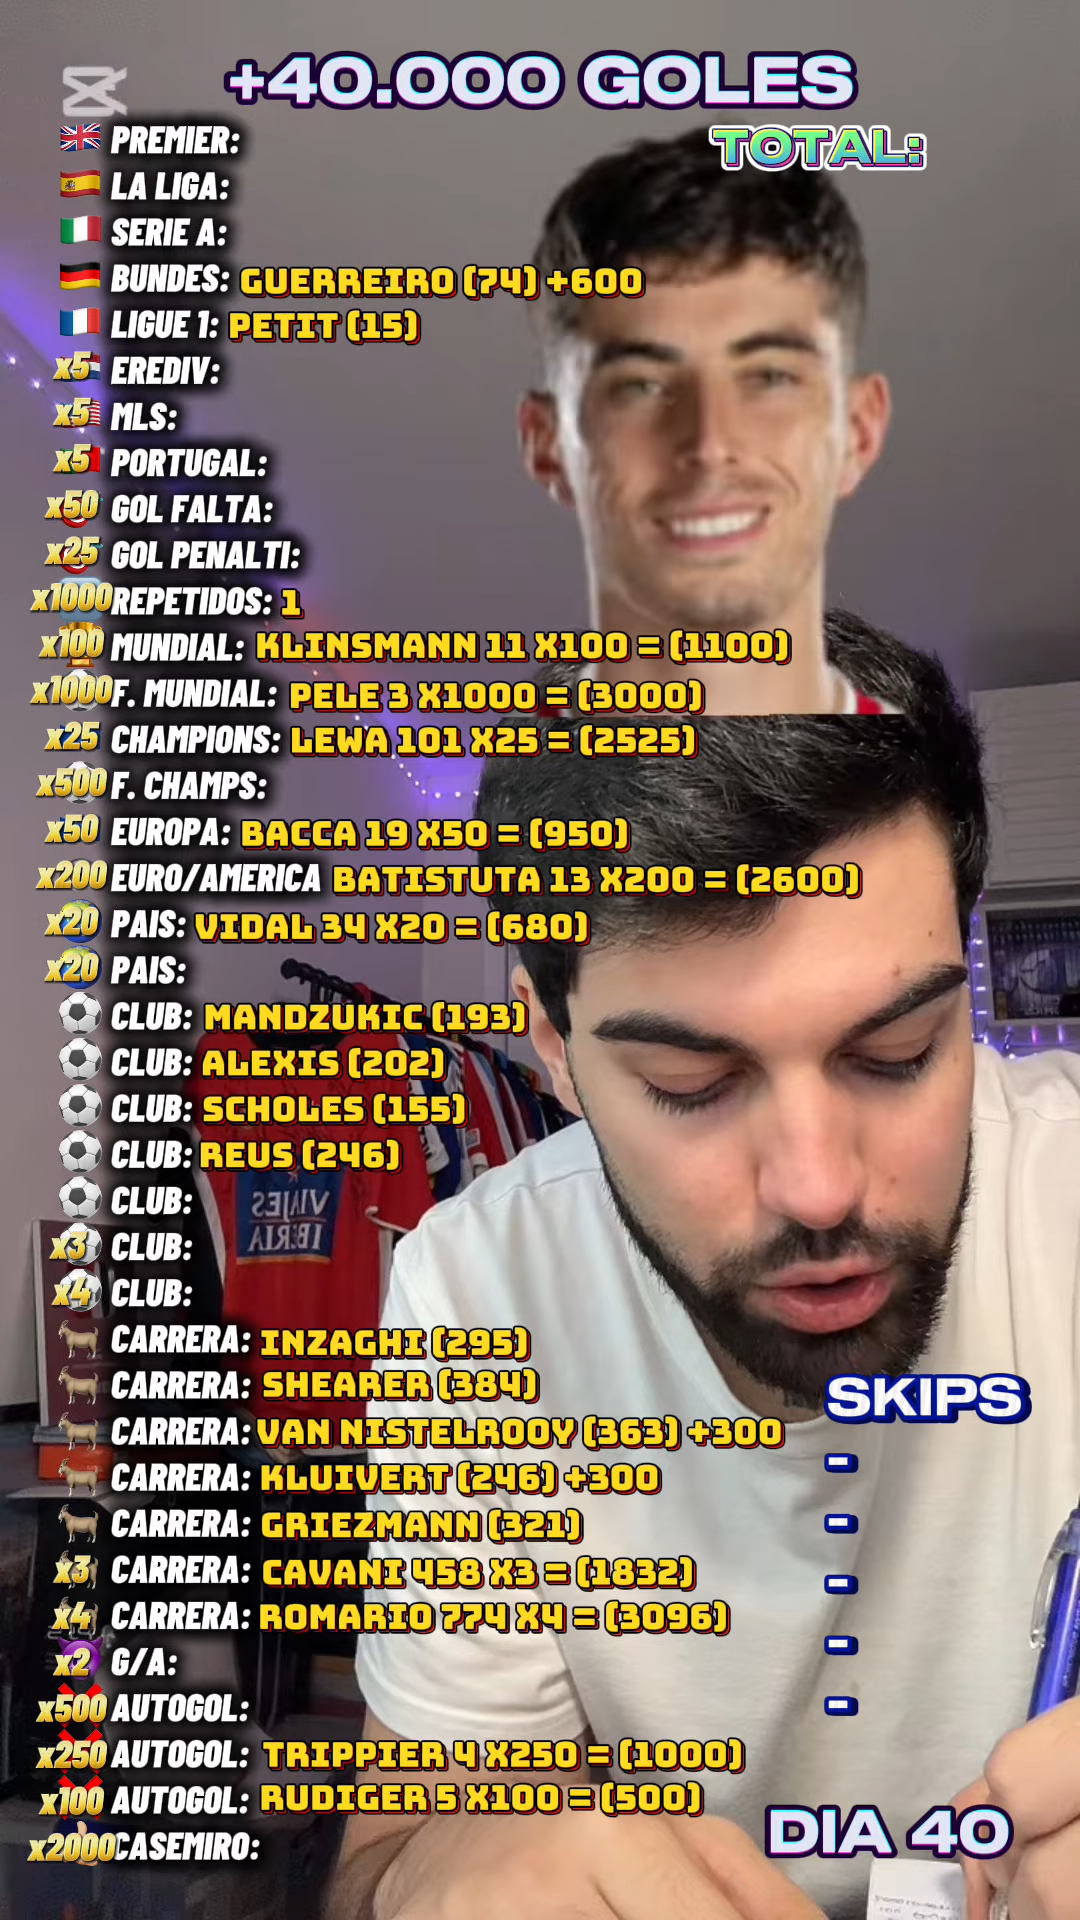 +40.000 GOLES
TOTAL:
PREMIER:
LA LIGA:
SERIE A:
BUNDES: GUERREIRO (74) +600
LIGUE 1: PETIT (15)
x5 EREDIV:
x5 MLS:
x5 PORTUGAL:
x50 GOL FALTA:
x25 GOL PENALTI:
x1000 REPETIDOS: 1
x100 MUNDIAL: KLINSMANN 11 X100 = (1100)
x1000 F. MUNDIAL: PELE 3 X1000 = (3000)
x25 CHAMPIONS: LEWA 101 X25 = (2525)
x500 F. CHAMPS:
x50 EUROPA: BACCA 19 X50 = (950)
x200 EURO/AMERICA BATISTUTA 13 X200 = (2600)
x20 PAIS: VIDAL 34 X20 = (680)
x20 PAIS:
CLUB: MANDZUKIC (193)
CLUB: ALEXIS (202)
CLUB: SCHOLES (155)
CLUB: REUS (246)
CLUB:
x3 CLUB:
x4 CLUB:
VIAJES
IBERIA
CARRERA: INZAGHI (295)
CARRERA: SHEARER (384)
CARRERA: VAN NISTELROOY (363) +300
CARRERA: KLUIVERT (246) +300
CARRERA: GRIEZMANN (321)
x3 CARRERA: CAVANI 458 X3 = (1832)
x4 CARRERA: ROMARIO 774 X4 = (3096)
x2 G/A:
x500 AUTOGOL:
x250 AUTOGOL: TRIPPIER 4 X250 = (1000)
x100 AUTOGOL: RUDIGER 5 X100 = (500)
x2000 CASEMIRO:
SKIPS
-
-
-
-
-
DIA 40